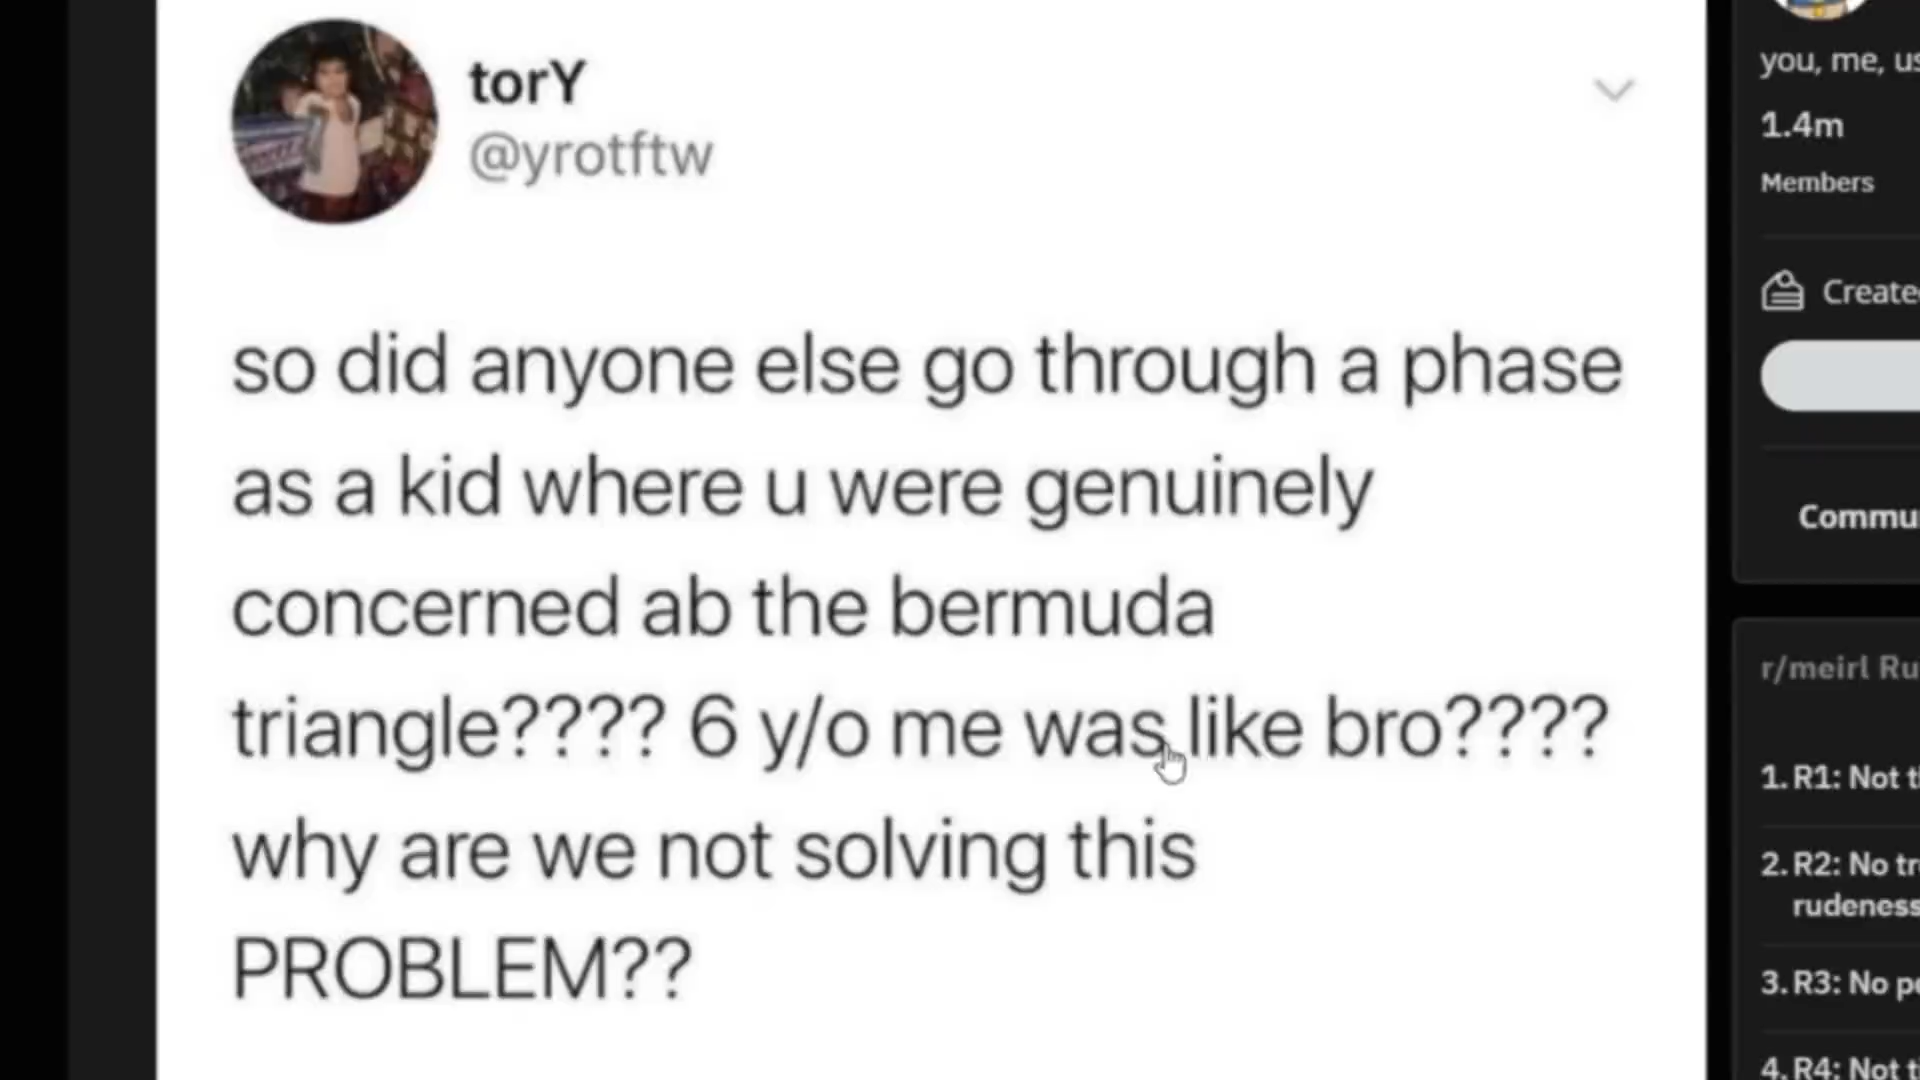 torY
@yrotftw
so did anyone else go through a phase
as a kid where u were genuinely
concerned ab the bermuda
triangle???? 6 y/o me was like bro????
why are we not solving this
PROBLEM??
you, me, us
1.4m
Members
Create
Commu
r/meirl Ru
1. R1: Not t
2. R2: No tr
rudeness
3. R3: No pe
4. R4: Not t